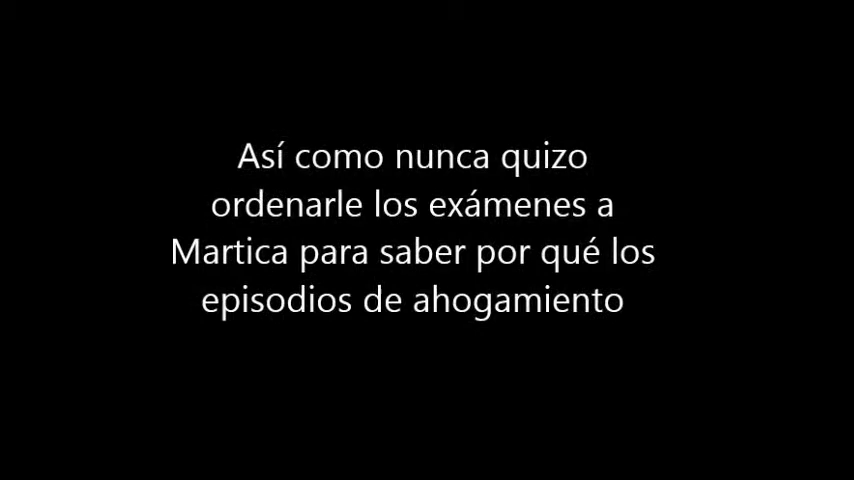 Así como nunca quizo
ordenarle los exámenes a
Martica para saber por qué los
episodios de ahogamiento